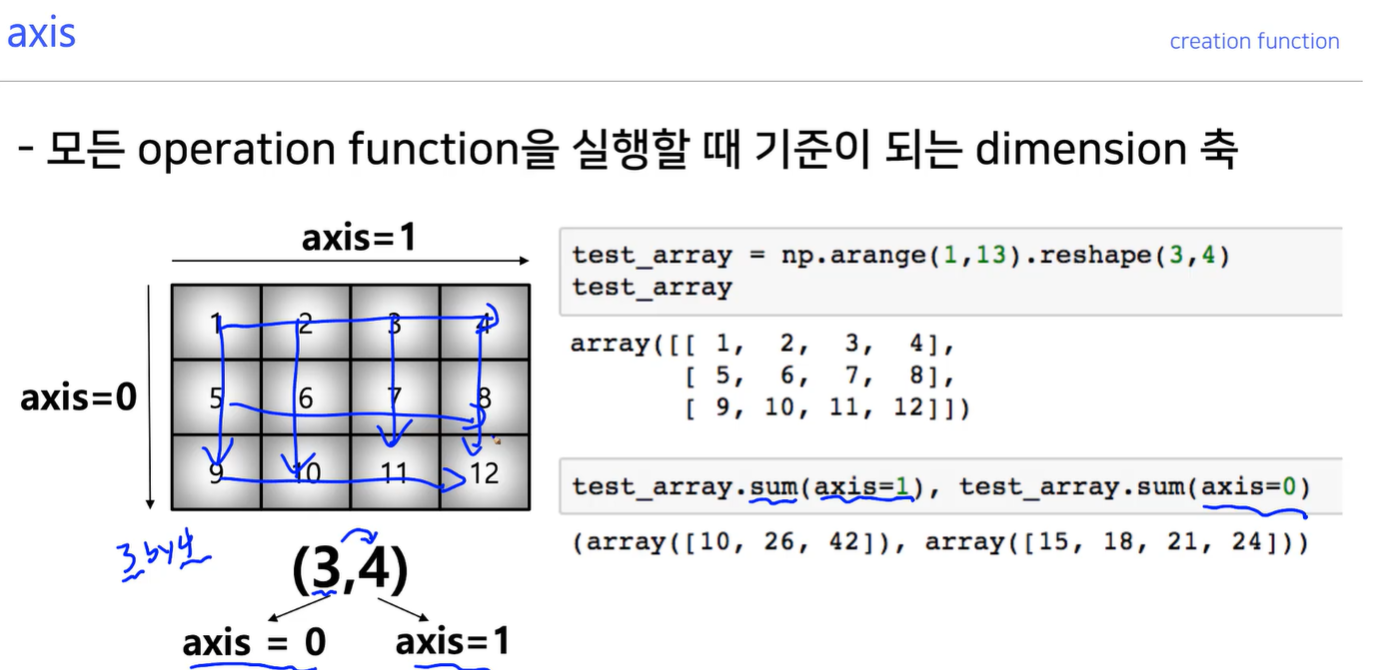 axis
creation function
- 모든 operation function을 실행할 때 기준이 되는 dimension 축
axis=1
axis=0
1 2 3 4
5 6 7 8
9 10 11 12
3 by 4
(3,4)
axis = 0 axis=1
test_array = np.arange(1,13).reshape(3,4)
test_array
array([[ 1, 2, 3, 4],
[ 5, 6, 7, 8],
[ 9, 10, 11, 12]])
test_array.sum(axis=1), test_array.sum(axis=0)
(array([10, 26, 42]), array([15, 18, 21, 24]))